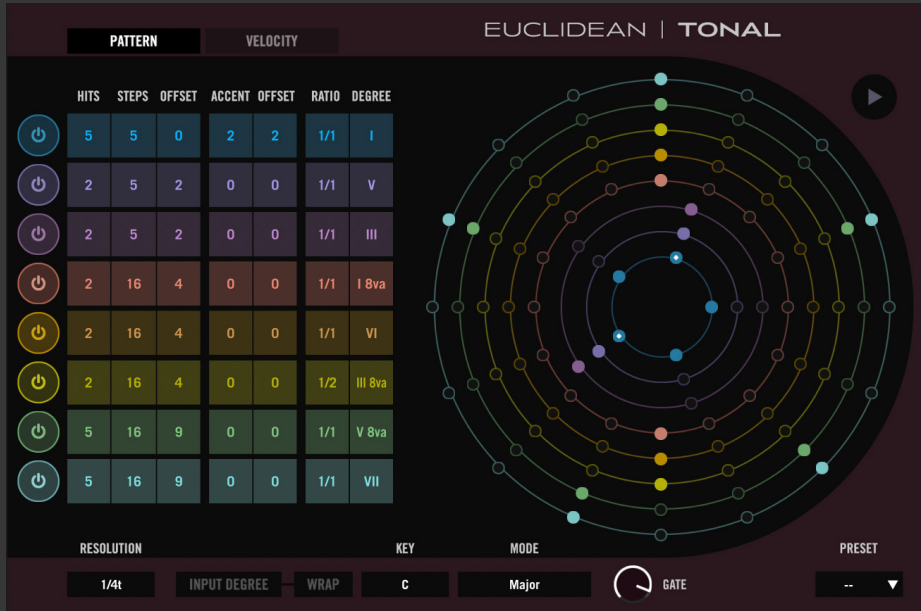 EUCLIDEAN | TONAL
PATTERN VELOCITY
HITS STEPS OFFSET ACCENT OFFSET RATIO DEGREE
5 5 0 2 2 1/1 I
2 5 2 0 0 1/1 V
2 5 2 0 0 1/1 III
2 16 4 0 0 1/1 I 8va
2 16 4 0 0 1/1 VI
2 16 4 0 0 1/2 III 8va
5 16 9 0 0 1/1 V 8va
5 16 9 0 0 1/1 VII
RESOLUTION KEY MODE PRESET
1/4t INPUT DEGREE WRAP C Major GATE --